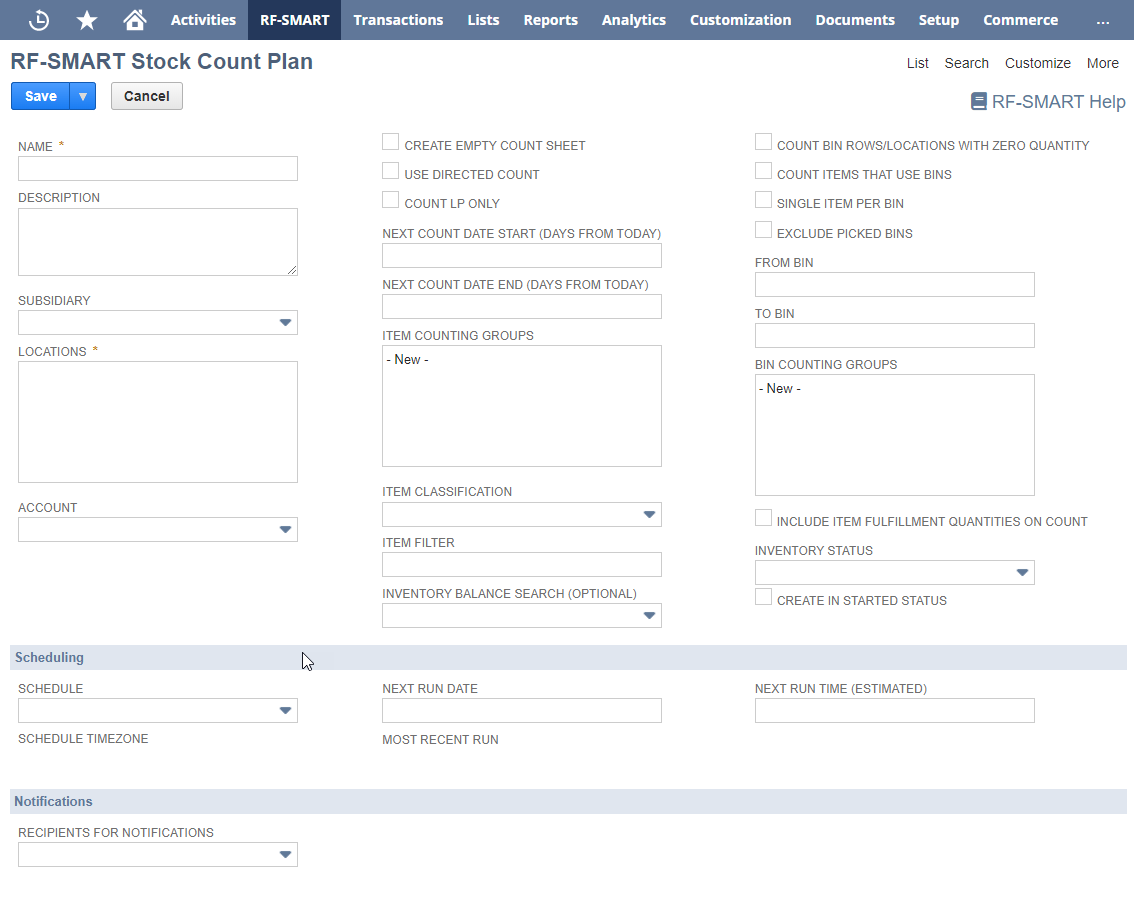 Activities RF-SMART Transactions Lists Reports Analytics Customization Documents Setup Commerce ...
RF-SMART Stock Count Plan
List Search Customize More
Save Cancel
RF-SMART Help
NAME *
DESCRIPTION
SUBSIDIARY
LOCATIONS *
ACCOUNT
CREATE EMPTY COUNT SHEET
USE DIRECTED COUNT
COUNT LP ONLY
NEXT COUNT DATE START (DAYS FROM TODAY)
NEXT COUNT DATE END (DAYS FROM TODAY)
ITEM COUNTING GROUPS
- New -
ITEM CLASSIFICATION
ITEM FILTER
INVENTORY BALANCE SEARCH (OPTIONAL)
COUNT BIN ROWS/LOCATIONS WITH ZERO QUANTITY
COUNT ITEMS THAT USE BINS
SINGLE ITEM PER BIN
EXCLUDE PICKED BINS
FROM BIN
TO BIN
BIN COUNTING GROUPS
- New -
INCLUDE ITEM FULFILLMENT QUANTITIES ON COUNT
INVENTORY STATUS
CREATE IN STARTED STATUS
Scheduling
SCHEDULE
SCHEDULE TIMEZONE
NEXT RUN DATE
MOST RECENT RUN
NEXT RUN TIME (ESTIMATED)
Notifications
RECIPIENTS FOR NOTIFICATIONS